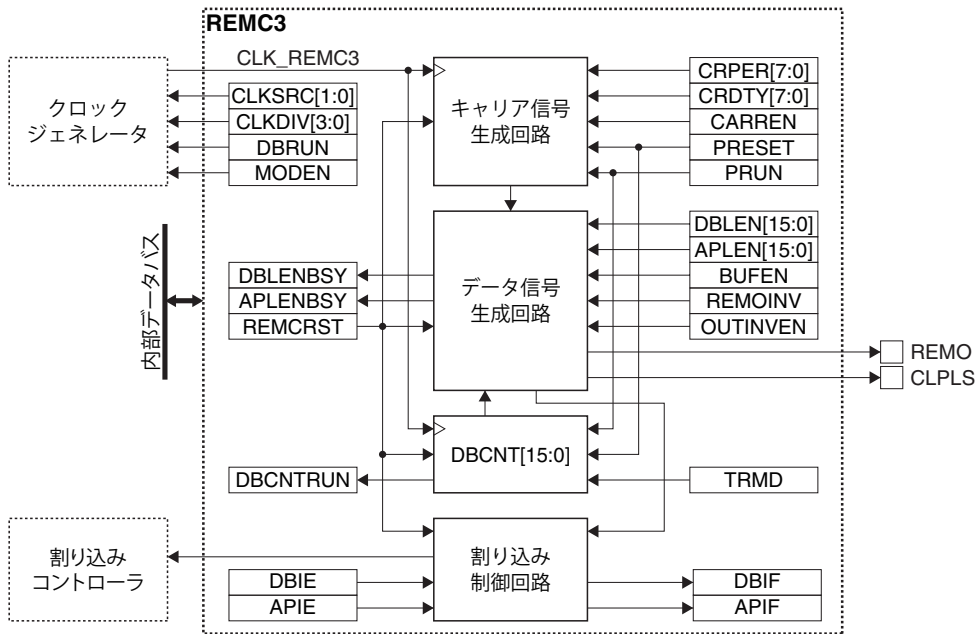 REMC3
CLK_REMC3
クロック
ジェネレータ
CLKSRC[1:0]
CLKDIV[3:0]
DBRUN
MODEN
キャリア信号
生成回路
CRPER[7:0]
CRDTY[7:0]
CARREN
PRESET
PRUN
内部データバス
DBLENBSY
APLENBSY
REMCRST
データ信号
生成回路
DBLEN[15:0]
APLEN[15:0]
BUFEN
REMOINV
OUTINVEN
REMO
CLPLS
DBCNT[15:0]
DBCNTRUN
TRMD
割り込み
コントローラ
割り込み
制御回路
DBIE
APIE
DBIF
APIF